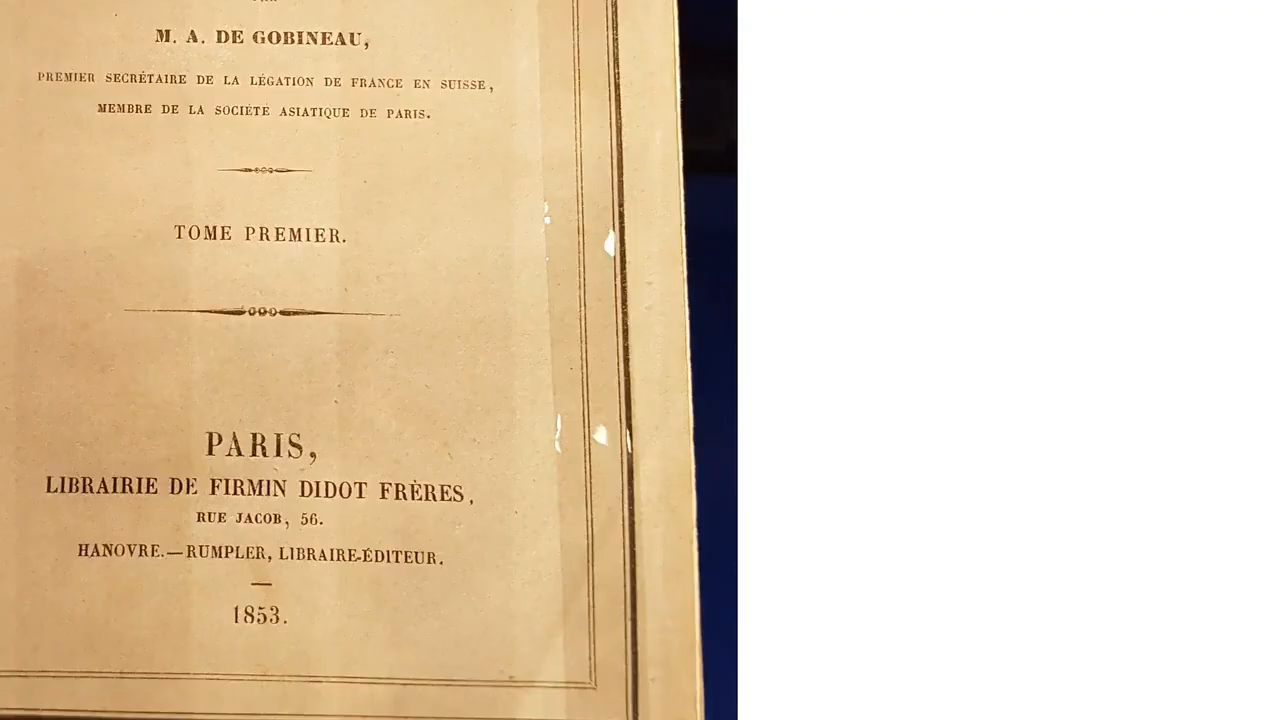 M. A. DE GOBINEAU,
PREMIER SECRÉTAIRE DE LA LÉGATION DE FRANCE EN SUISSE,
MEMBRE DE LA SOCIÉTÉ ASIATIQUE DE PARIS.
TOME PREMIER.
PARIS,
LIBRAIRIE DE FIRMIN DIDOT FRÈRES,
RUE JACOB, 56.
HANOVRE.—RUMPLER, LIBRAIRE-ÉDITEUR.
1853.